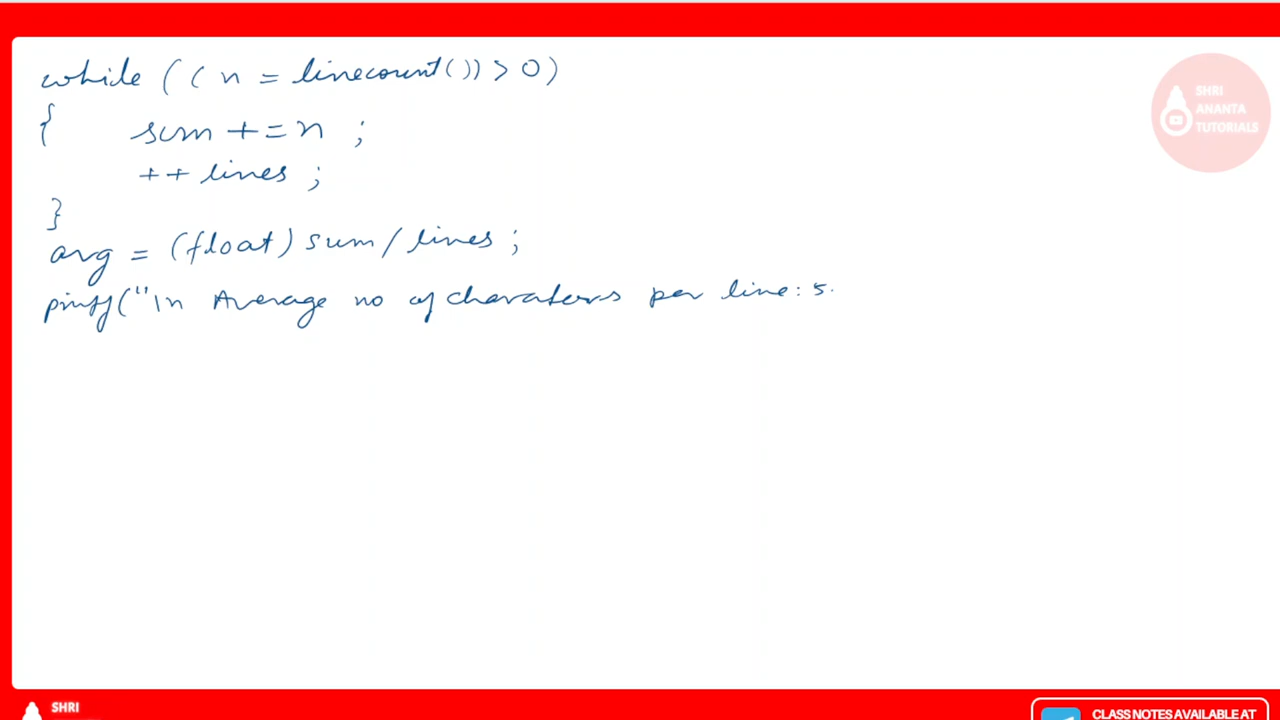 while ( ( n = linecount( ) ) > 0 )
{ sum + = n ;
+ + lines ;
}
avg = (float) sum / lines ;
printf ("\n Average no of charaters per line : 5.
SHRI
ANANTA
TUTORIALS
SHRI
CLASS NOTES AVAILABLE AT